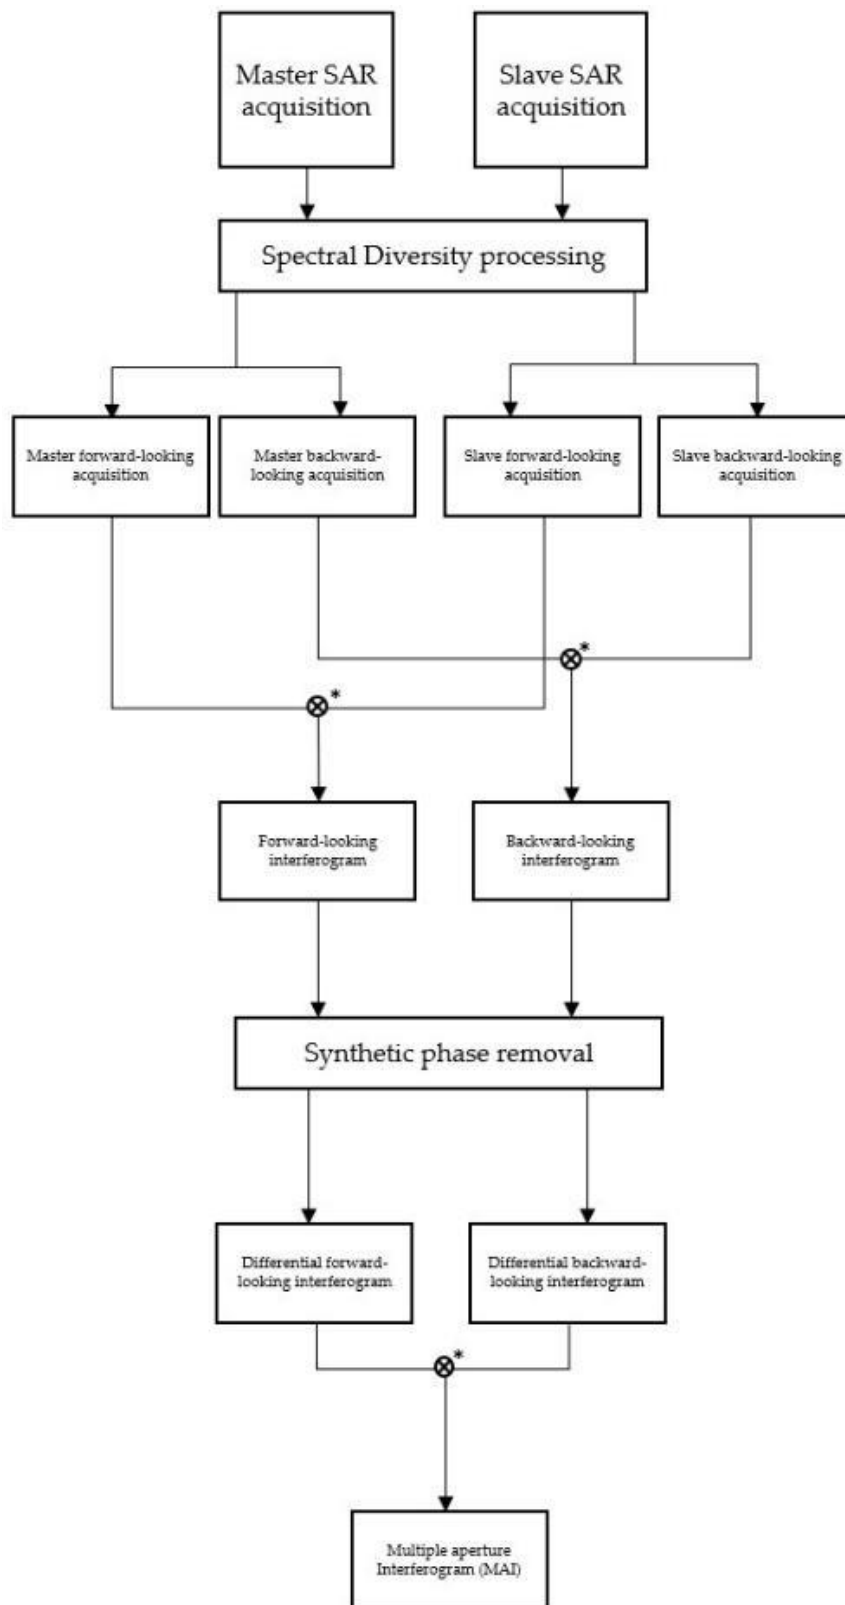 Master SAR
acquisition
Slave SAR
acquisition
Spectral Diversity processing
Master forward-looking
acquisition
Master backward-
looking acquisition
Slave forward-looking
acquisition
Slave backward-looking
acquisition
*
*
Forward-looking
interferogram
Backward-looking
interferogram
Synthetic phase removal
Differential forward-
looking interferogram
Differential backward-
looking interferogram
*
Multiple aperture
Interferogram (MAI)